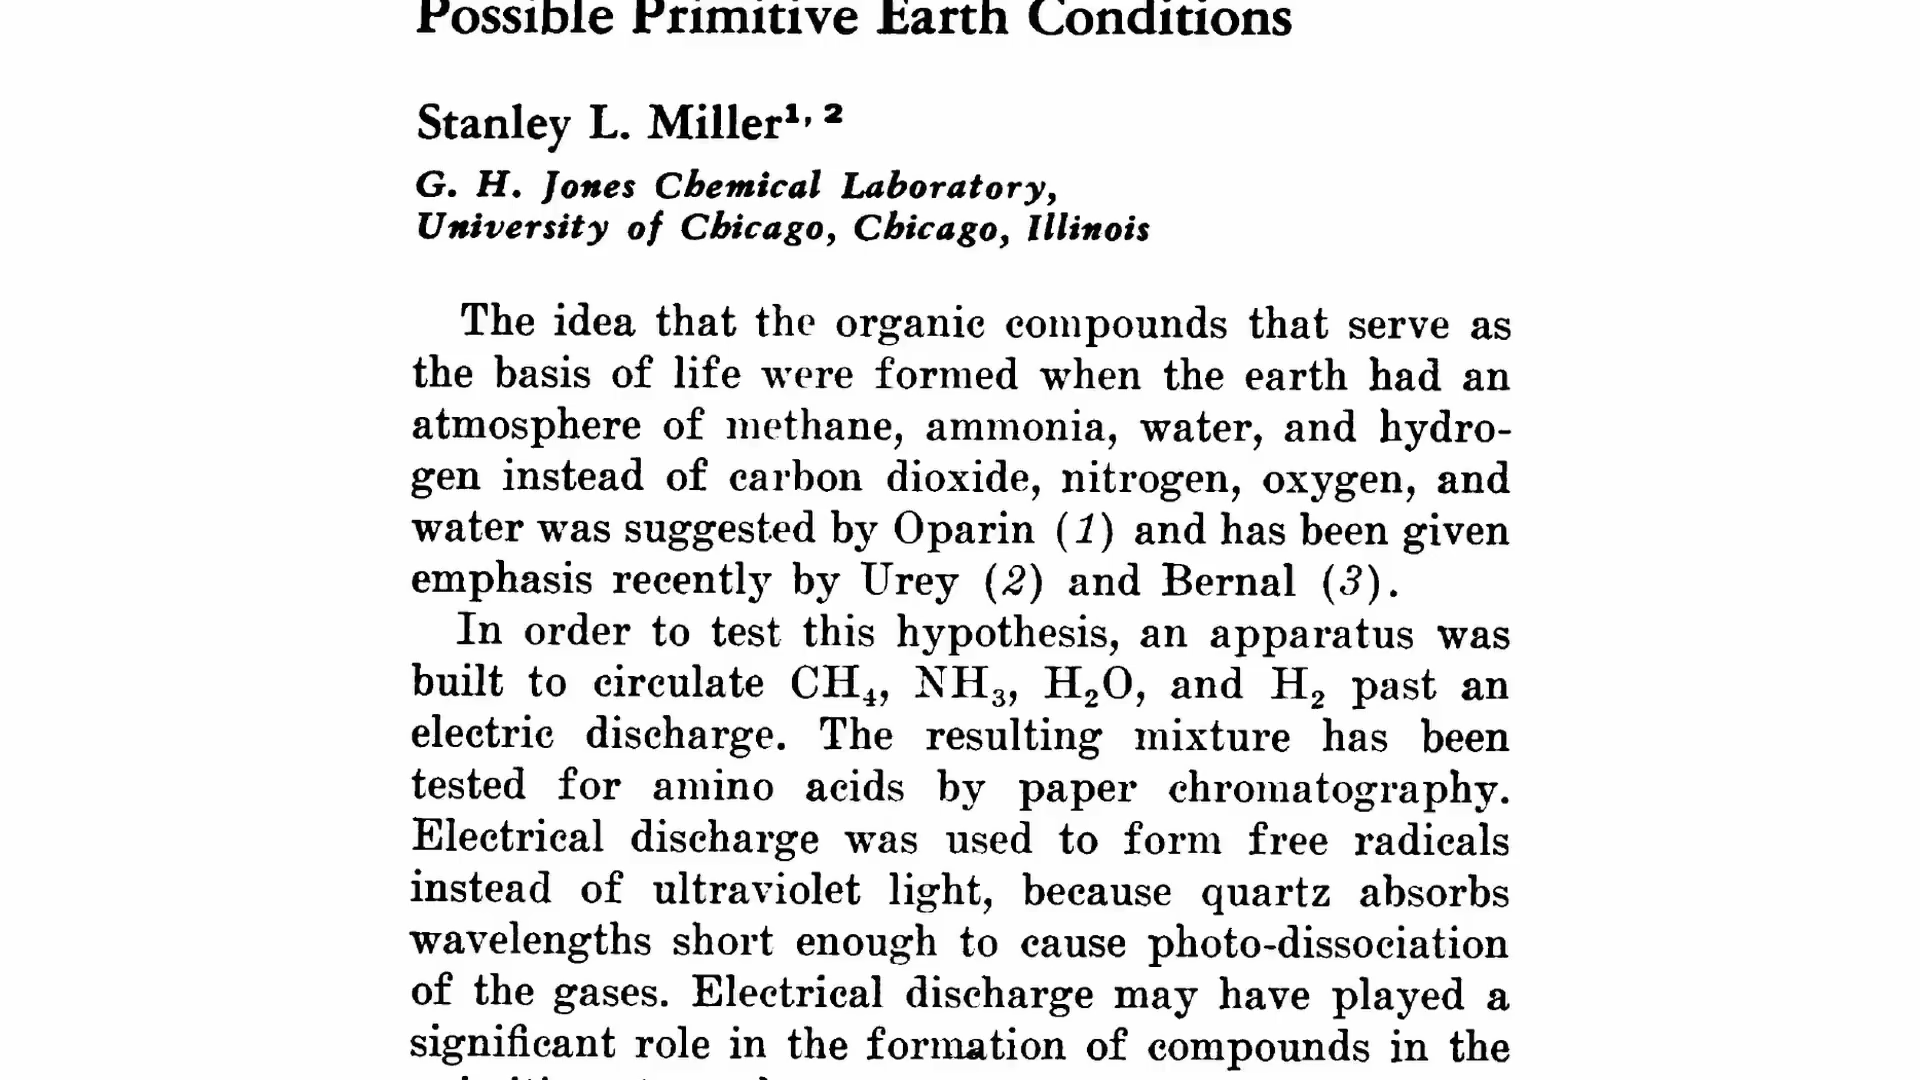 Possible Primitive Earth Conditions
Stanley L. Miller¹, ²
G. H. Jones Chemical Laboratory,
University of Chicago, Chicago, Illinois
The idea that the organic compounds that serve as
the basis of life were formed when the earth had an
atmosphere of methane, ammonia, water, and hydro-
gen instead of carbon dioxide, nitrogen, oxygen, and
water was suggested by Oparin (1) and has been given
emphasis recently by Urey (2) and Bernal (3).
In order to test this hypothesis, an apparatus was
built to circulate CH₄, NH₃, H₂O, and H₂ past an
electric discharge. The resulting mixture has been
tested for amino acids by paper chromatography.
Electrical discharge was used to form free radicals
instead of ultraviolet light, because quartz absorbs
wavelengths short enough to cause photo-dissociation
of the gases. Electrical discharge may have played a
significant role in the formation of compounds in the